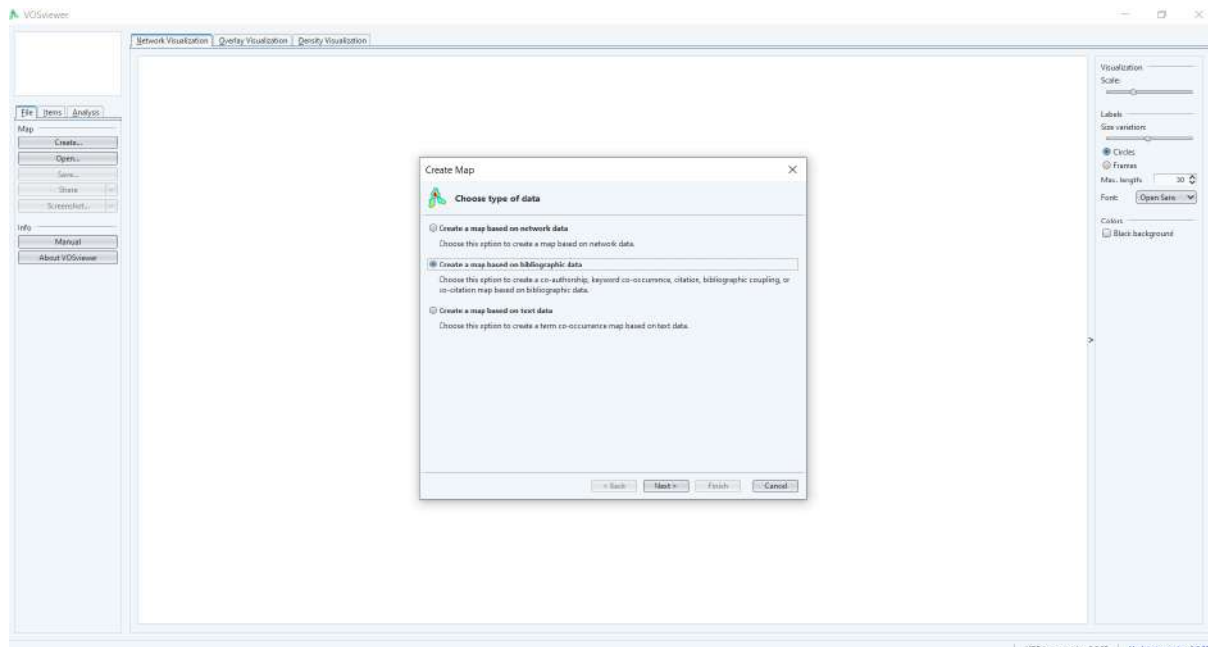 VOSviewer
Network Visualization Overlay Visualization Density Visualization
File Items Analysis
Map
Create...
Open...
Save...
Share
Screenshot...
Info
Manual
About VOSviewer
Create Map
Choose type of data
Create a map based on network data
Choose this option to create a map based on network data.
Create a map based on bibliographic data
Choose this option to create a co-authorship, keyword co-occurrence, citation, bibliographic coupling, or
co-citation map based on bibliographic data.
Create a map based on text data
Choose this option to create a term co-occurrence map based on text data.
< Back Next > Finish Cancel
>
Visualization
Scale:
Labels
Size variation:
Circles
Frames
Max. length: 30
Font: Open Sans
Colors
Black background